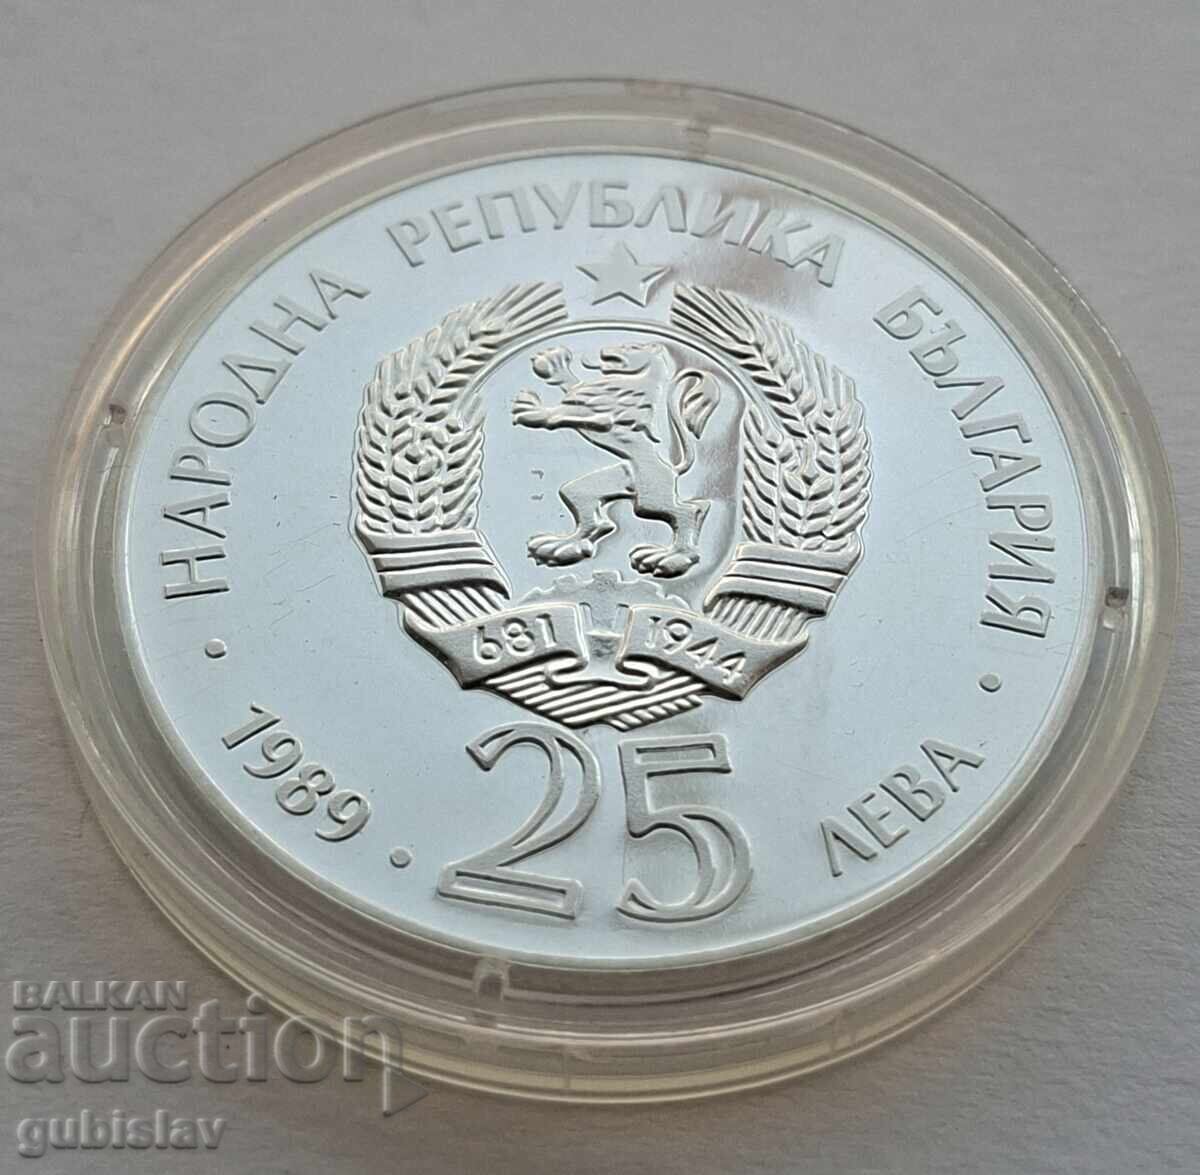 НАРОДНА РЕПУБЛИКА БЪЛГАРИЯ
681 1944
· 1989 ·
25
ЛЕВА ·
BALKAN
auction
gubislav